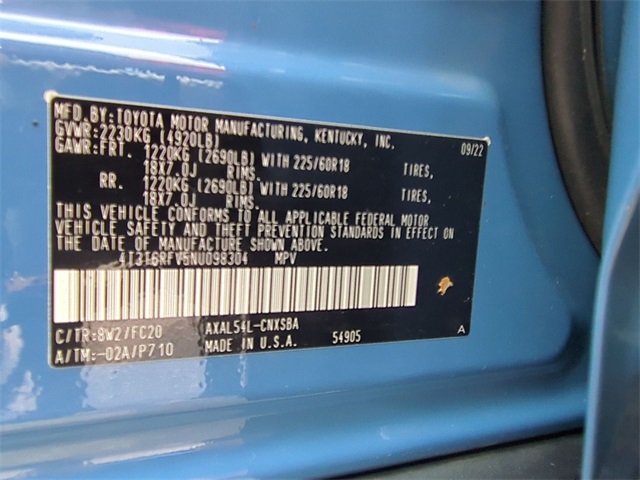 MFD. BY: TOYOTA MOTOR MANUFACTURING, KENTUCKY, INC.
GVWR: 2230KG (4920LB) 09/22
GAWR: FRT. 1220KG (2690LB) WITH 225/60R18 TIRES,
18X7.0J RIMS.
RR. 1220KG (2690LB) WITH 225/60R18 TIRES,
18X7.0J RIMS.
THIS VEHICLE CONFORMS TO ALL APPLICABLE FEDERAL MOTOR
VEHICLE SAFETY AND THEFT PREVENTION STANDARDS IN EFFECT ON
THE DATE OF MANUFACTURE SHOWN ABOVE.
4T3T6RFV5NU098304 MPV
C/TR: 8W2/FC20 AXAL54L-CNXSBA
A/TM: -02A/P710 MADE IN U.S.A. 54905 A